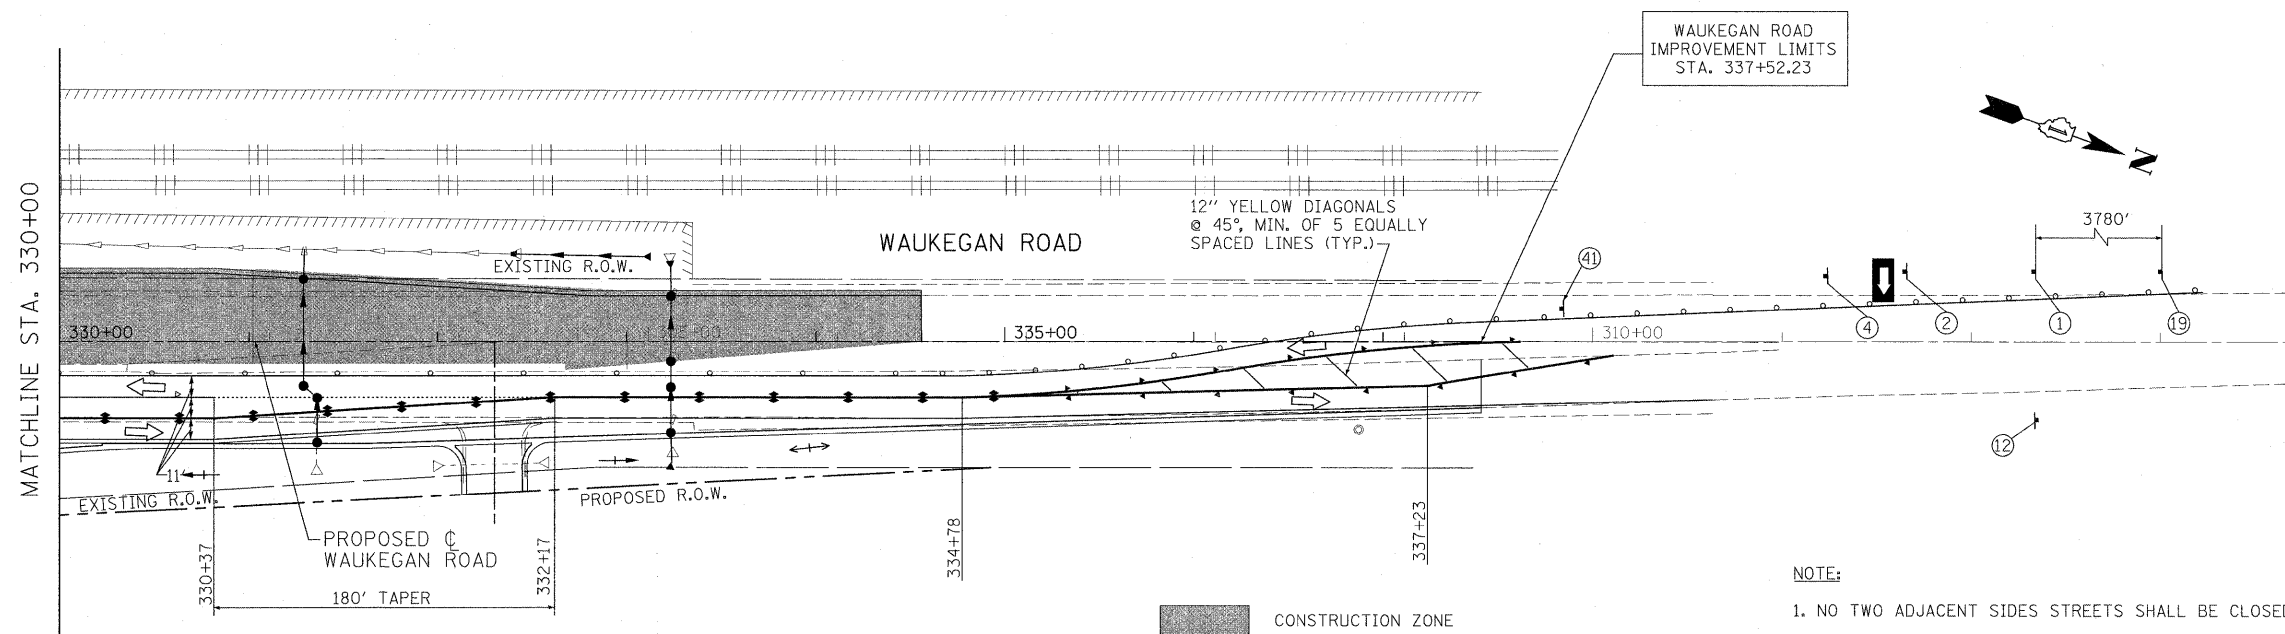 WAUKEGAN ROAD
IMPROVEMENT LIMITS
STA. 337+52.23
N
MATCHLINE STA. 330+00
12" YELLOW DIAGONALS
@ 45°, MIN. OF 5 EQUALLY
SPACED LINES (TYP.)
WAUKEGAN ROAD
3780'
EXISTING R.O.W.
41
330+00
335+00
310+00
4
2
1
19
12
11'
EXISTING R.O.W.
PROPOSED R.O.W.
PROPOSED ℄
WAUKEGAN ROAD
330+37
332+17
334+78
337+23
180' TAPER
CONSTRUCTION ZONE
NOTE:
1. NO TWO ADJACENT SIDES STREETS SHALL BE CLOSED